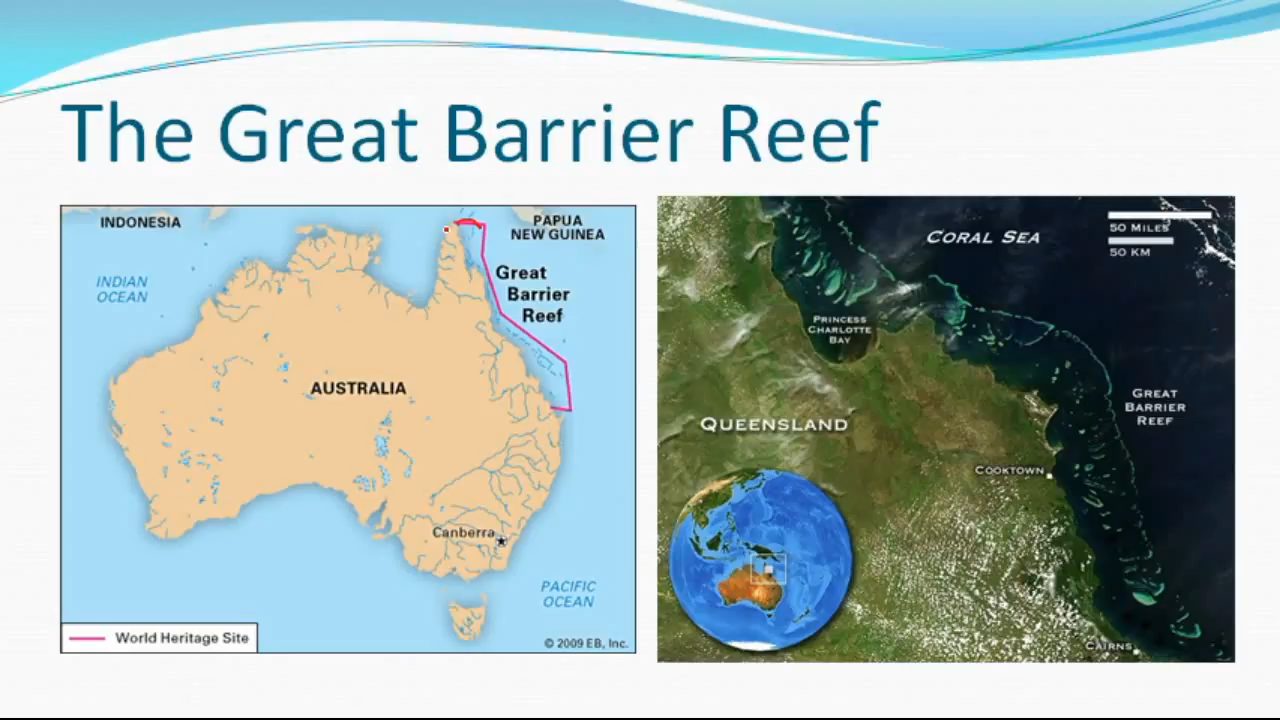 The Great Barrier Reef
INDONESIA
PAPUA
NEW GUINEA
INDIAN
OCEAN
Great
Barrier
Reef
AUSTRALIA
Canberra
PACIFIC
OCEAN
World Heritage Site
© 2009 EB, Inc.
CORAL SEA
50 MILES
50 KM
PRINCESS
CHARLOTTE
BAY
GREAT
BARRIER
REEF
QUEENSLAND
COOKTOWN
CAIRNS